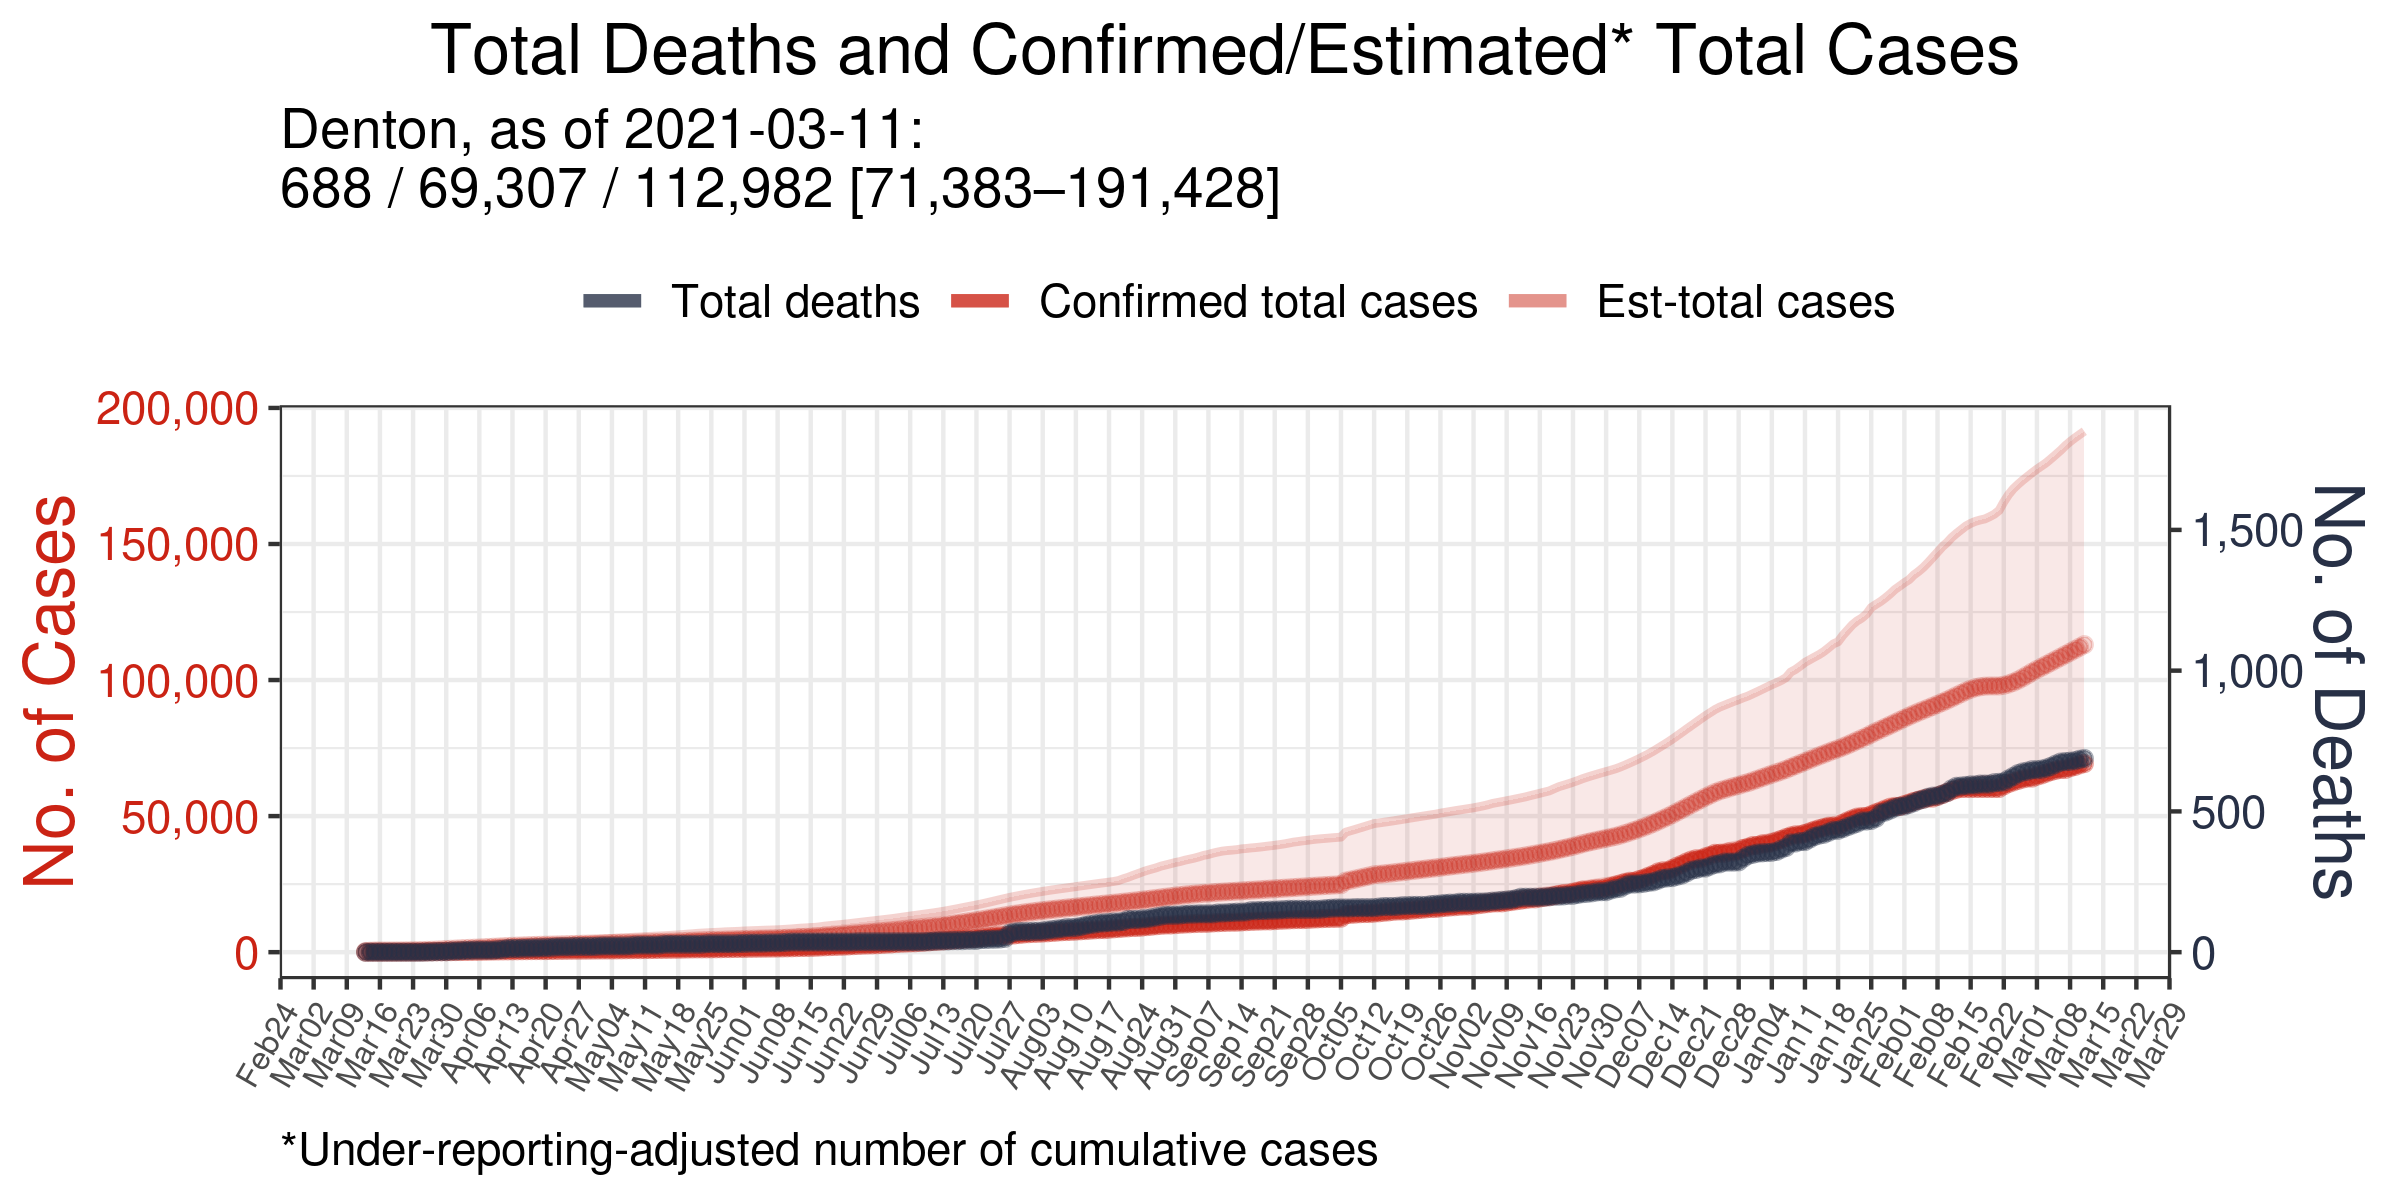 Total Deaths and Confirmed/Estimated* Total Cases
Denton, as of 2021-03-11:
688 / 69,307 / 112,982 [71,383–191,428]
Total deaths
Confirmed total cases
Est-total cases
No. of Cases
200,000
150,000
100,000
50,000
0
No. of Deaths
1,500
1,000
500
0
Feb24
Mar02
Mar09
Mar16
Mar23
Mar30
Apr06
Apr13
Apr20
Apr27
May04
May11
May18
May25
Jun01
Jun08
Jun15
Jun22
Jun29
Jul06
Jul13
Jul20
Jul27
Aug03
Aug10
Aug17
Aug24
Aug31
Sep07
Sep14
Sep21
Sep28
Oct05
Oct12
Oct19
Oct26
Nov02
Nov09
Nov16
Nov23
Nov30
Dec07
Dec14
Dec21
Dec28
Jan04
Jan11
Jan18
Jan25
Feb01
Feb08
Feb15
Feb22
Mar01
Mar08
Mar15
Mar22
Mar29
*Under-reporting-adjusted number of cumulative cases